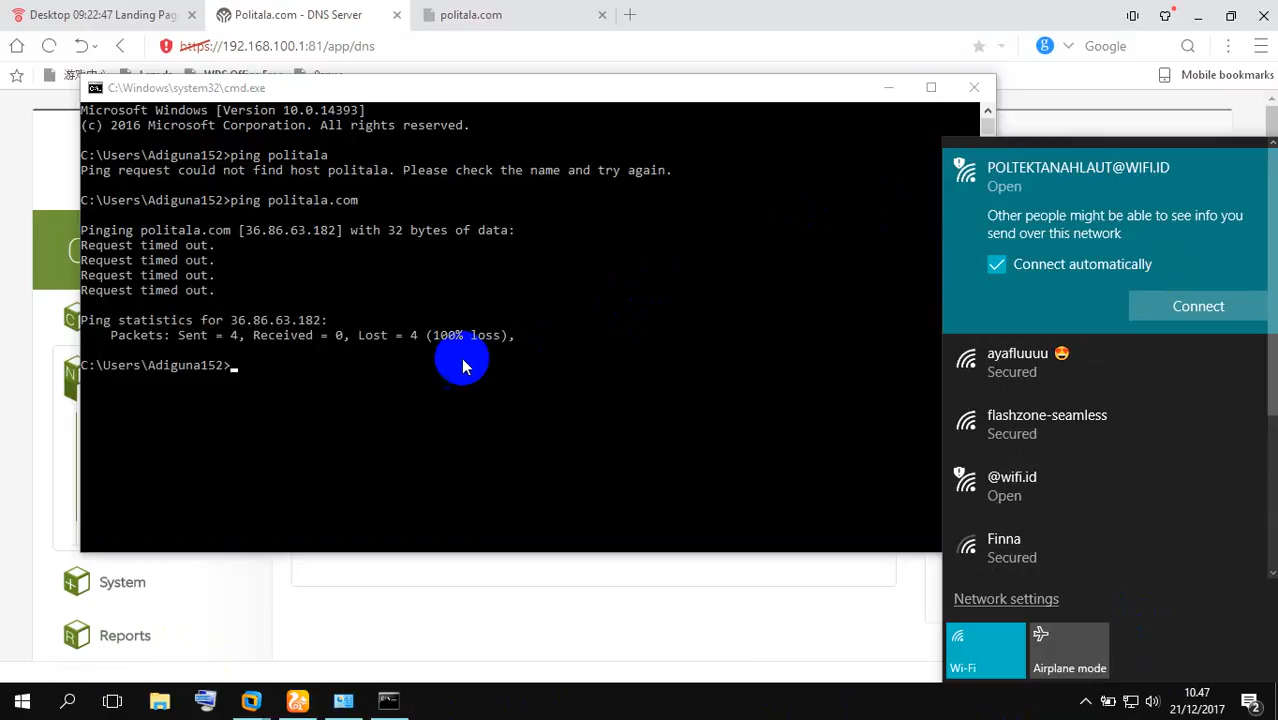 Desktop 09:22:47 Landing Pag
Politala.com - DNS Server
politala.com
https://192.168.100.1:81/app/dns
Google
Mobile bookmarks
C:\Windows\system32\cmd.exe
Microsoft Windows [Version 10.0.14393]
(c) 2016 Microsoft Corporation. All rights reserved.
C:\Users\Adiguna152>ping politala
Ping request could not find host politala. Please check the name and try again.
C:\Users\Adiguna152>ping politala.com
Pinging politala.com [36.86.63.182] with 32 bytes of data:
Request timed out.
Request timed out.
Request timed out.
Request timed out.
Ping statistics for 36.86.63.182:
Packets: Sent = 4, Received = 0, Lost = 4 (100% loss),
C:\Users\Adiguna152>
POLTEKTANAHLAUT@WIFI.ID
Open
Other people might be able to see info you
send over this network
Connect automatically
Connect
ayafluuuu 🤩
Secured
flashzone-seamless
Secured
@wifi.id
Open
Finna
Secured
Network settings
Wi-Fi
Airplane mode
System
Reports
10.47
21/12/2017
2